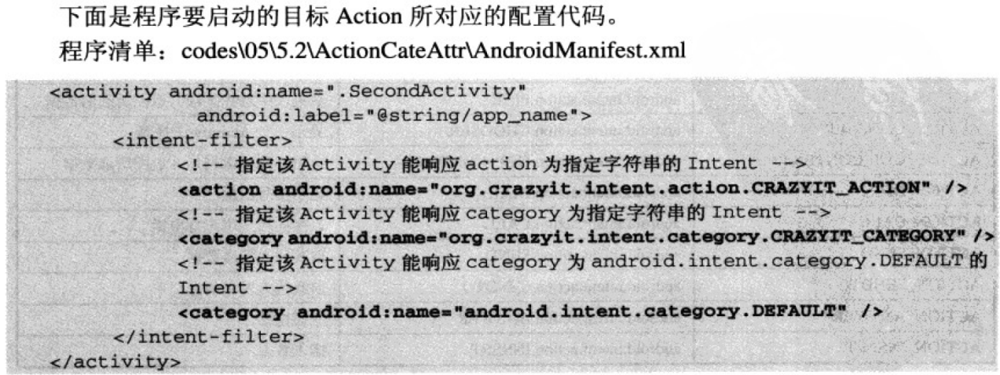 下面是程序要启动的目标 Action 所对应的配置代码。
程序清单：codes\05\5.2\ActionCateAttr\AndroidManifest.xml
<activity android:name=".SecondActivity"
android:label="@string/app_name">
<intent-filter>
<!-- 指定该 Activity 能响应 action 为指定字符串的 Intent -->
<action android:name="org.crazyit.intent.action.CRAZYIT_ACTION" />
<!-- 指定该 Activity 能响应 category 为指定字符串的 Intent -->
<category android:name="org.crazyit.intent.category.CRAZYIT_CATEGORY" />
<!-- 指定该 Activity 能响应 category 为 android.intent.category.DEFAULT 的
Intent -->
<category android:name="android.intent.category.DEFAULT" />
</intent-filter>
</activity>